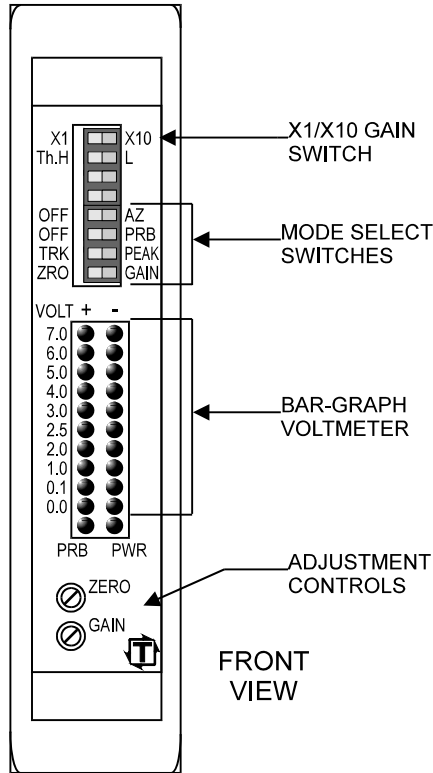 X1 X10
Th.H L
OFF AZ
OFF PRB
TRK PEAK
ZRO GAIN
X1/X10 GAIN
SWITCH
MODE SELECT
SWITCHES
VOLT + -
7.0
6.0
5.0
4.0
3.0
2.5
2.0
1.0
0.1
0.0
BAR-GRAPH
VOLTMETER
PRB PWR
ZERO
GAIN
T
ADJUSTMENT
CONTROLS
FRONT
VIEW